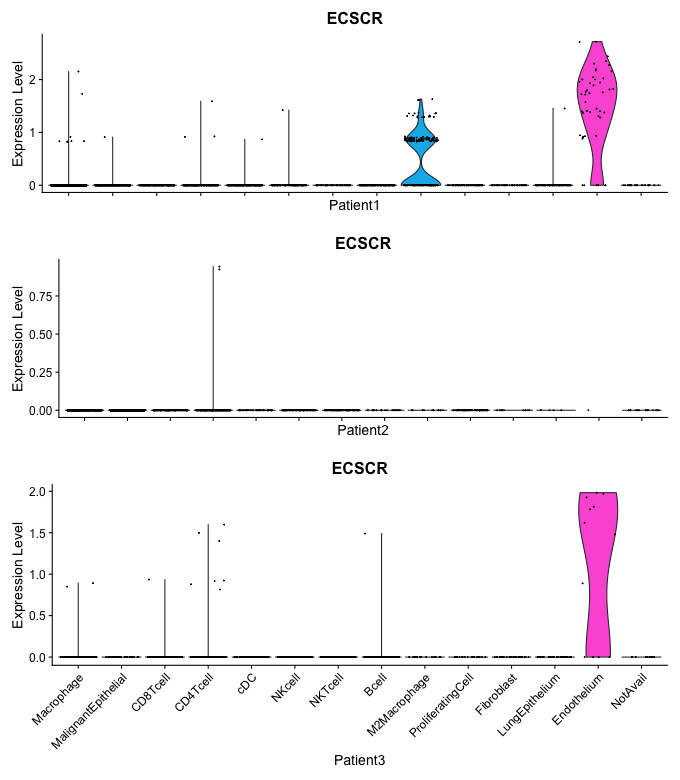 ECSCR
Expression Level
2
1
0
Patient1
ECSCR
Expression Level
0.75
0.50
0.25
0.00
Patient2
ECSCR
Expression Level
2.0
1.5
1.0
0.5
0.0
Macrophage
MalignantEpithelial
CD8Tcell
CD4Tcell
cDC
NKcell
NKTcell
Bcell
M2Macrophage
ProliferatingCell
Fibroblast
LungEpithelium
Endothelium
NotAvail
Patient3